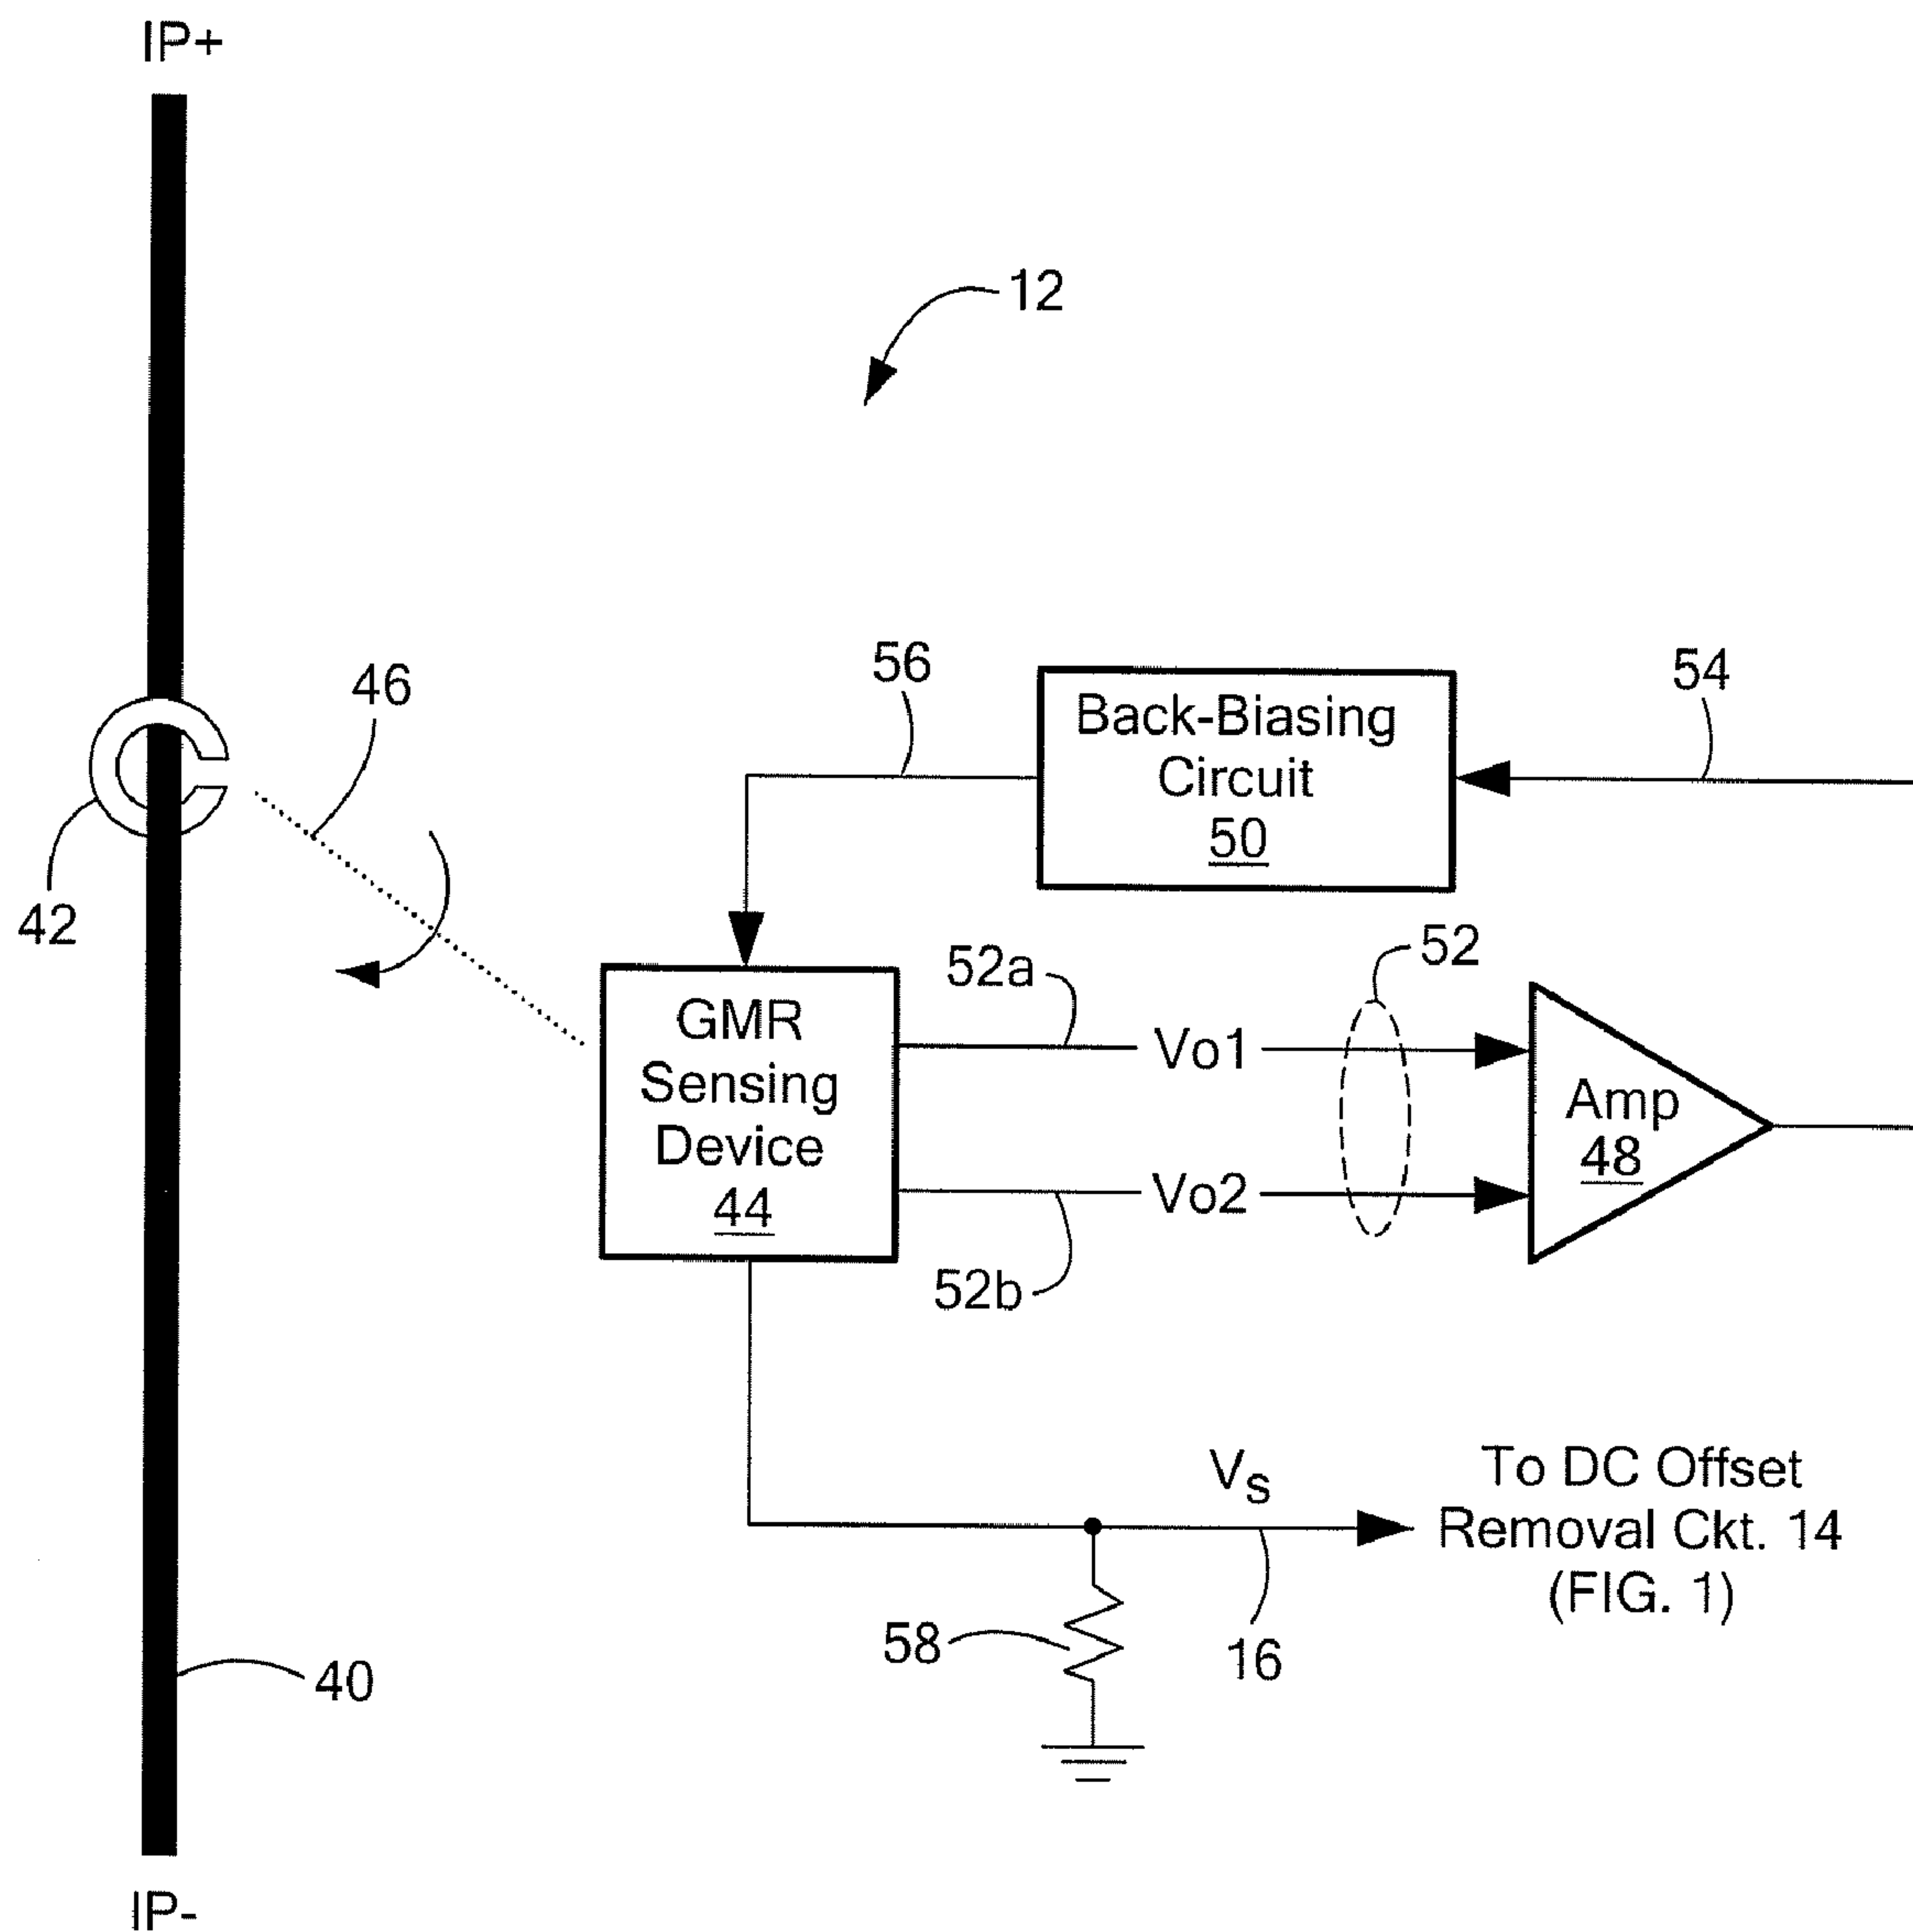 IP+
12
46
56
54
Back-Biasing
Circuit
50
42
52
52a
GMR
Sensing
Device
44
Vo1
Amp
48
Vo2
52b
Vs
To DC Offset
Removal Ckt. 14
(FIG. 1)
58
16
40
IP-